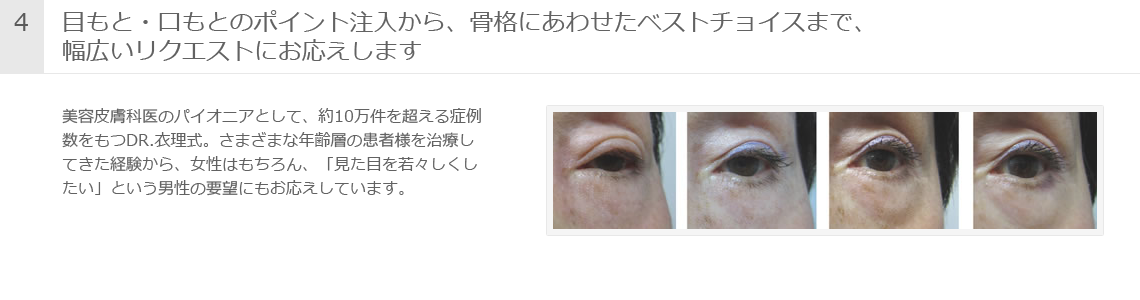 4
目もと・口もとのポイント注入から、骨格にあわせたベストチョイスまで、
幅広いリクエストにお応えします
美容皮膚科医のパイオニアとして、約10万件を超える症例
数をもつDR.衣理式。さまざまな年齢層の患者様を治療し
てきた経験から、女性はもちろん、「見た目を若々しくし
たい」という男性の要望にもお応えしています。